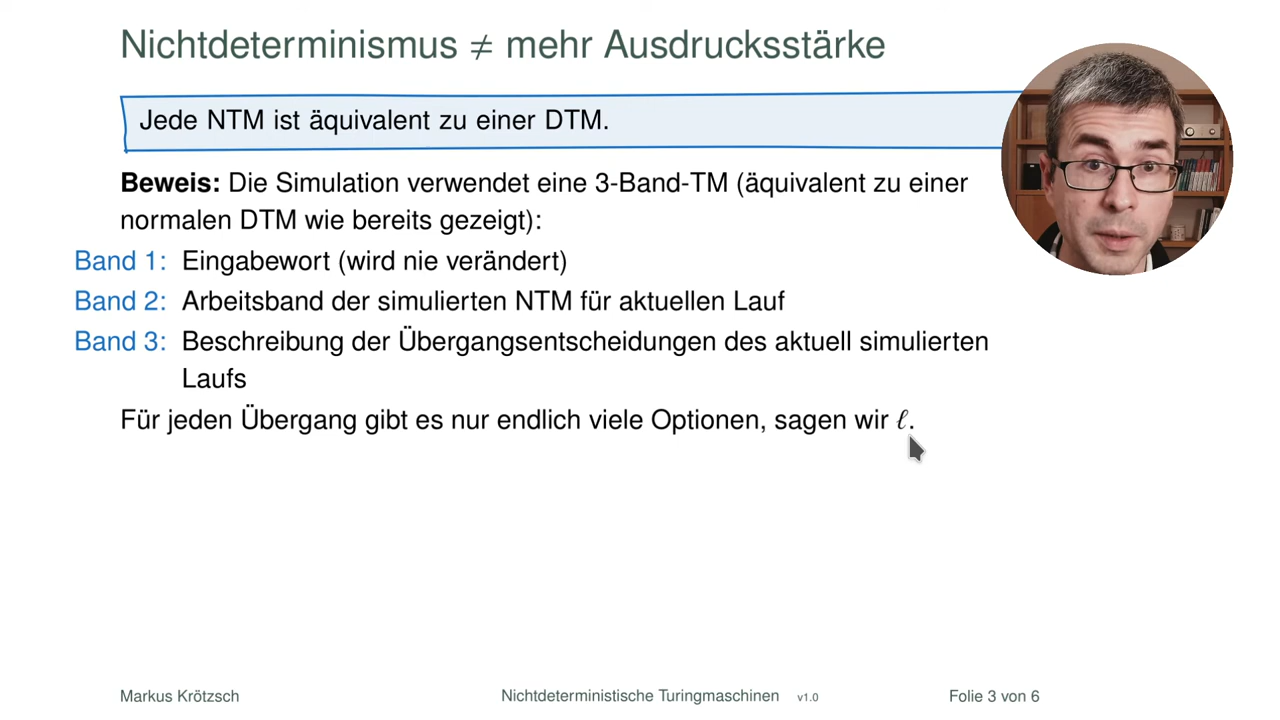 Nichtdeterminismus ≠ mehr Ausdrucksstärke
Jede NTM ist äquivalent zu einer DTM.
Beweis: Die Simulation verwendet eine 3-Band-TM (äquivalent zu einer
normalen DTM wie bereits gezeigt):
Band 1: Eingabewort (wird nie verändert)
Band 2: Arbeitsband der simulierten NTM für aktuellen Lauf
Band 3: Beschreibung der Übergangsentscheidungen des aktuell simulierten
Laufs
Für jeden Übergang gibt es nur endlich viele Optionen, sagen wir ℓ.
Markus Krötzsch Nichtdeterministische Turingmaschinen v1.0 Folie 3 von 6